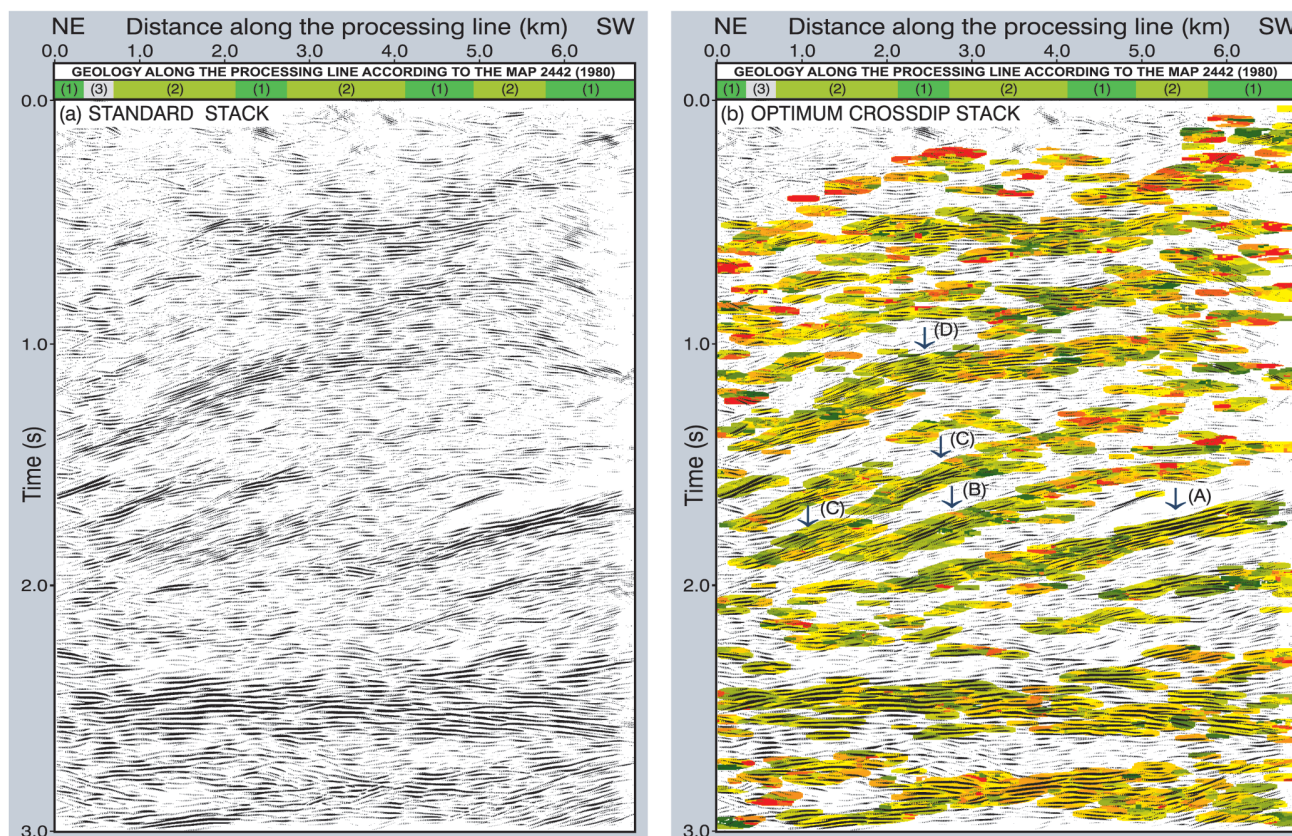 NE Distance along the processing line (km) SW
0.0 1.0 2.0 3.0 4.0 5.0 6.0
GEOLOGY ALONG THE PROCESSING LINE ACCORDING TO THE MAP 2442 (1980)
(1) (3) (2) (1) (2) (1) (2) (1)
(a) STANDARD STACK
0.0
1.0
Time (s)
2.0
3.0
NE Distance along the processing line (km) SW
0.0 1.0 2.0 3.0 4.0 5.0 6.0
GEOLOGY ALONG THE PROCESSING LINE ACCORDING TO THE MAP 2442 (1980)
(1) (3) (2) (1) (2) (1) (2) (1)
(b) OPTIMUM CROSSDIP STACK
0.0
(D)
1.0
(C)
Time (s)
(B)
(A)
(C)
2.0
3.0